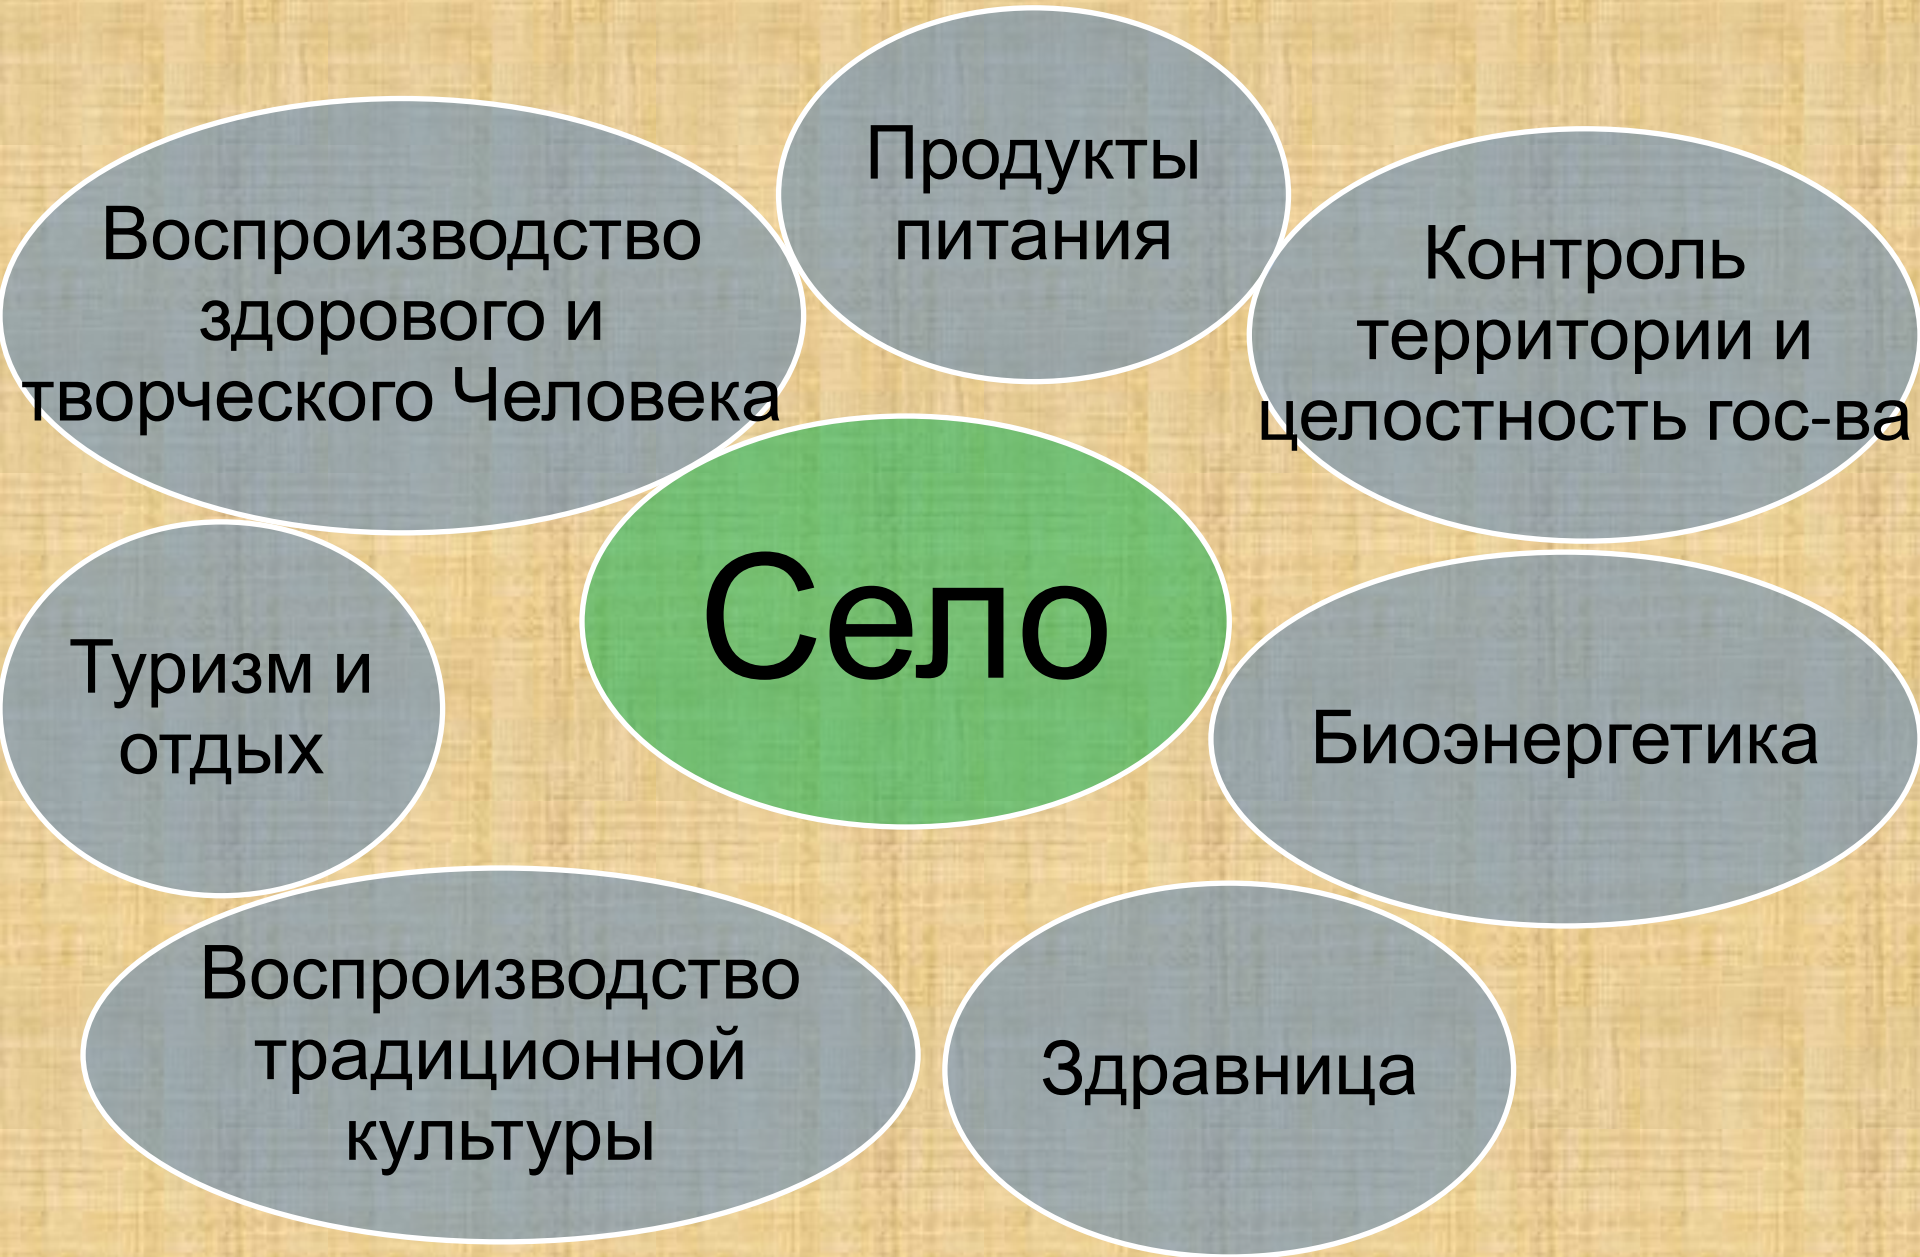 Продукты
питания
Воспроизводство
здорового и
творческого Человека
Контроль
территории и
целостность гос-ва
Село
Туризм и
отдых
Биоэнергетика
Воспроизводство
традиционной
культуры
Здравница